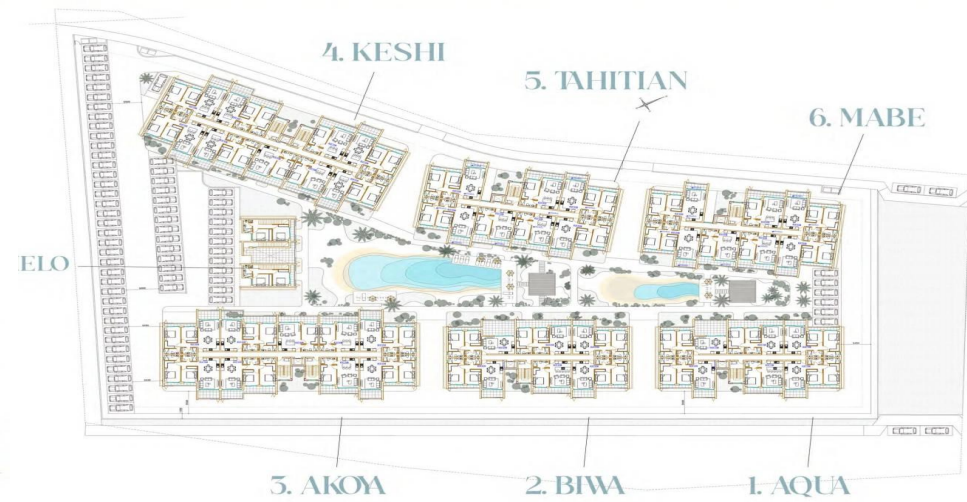 4. KESHI
5. TAHITIAN
6. MABE
ELO
3. AKOYA
2. BIWA
1. AQUA